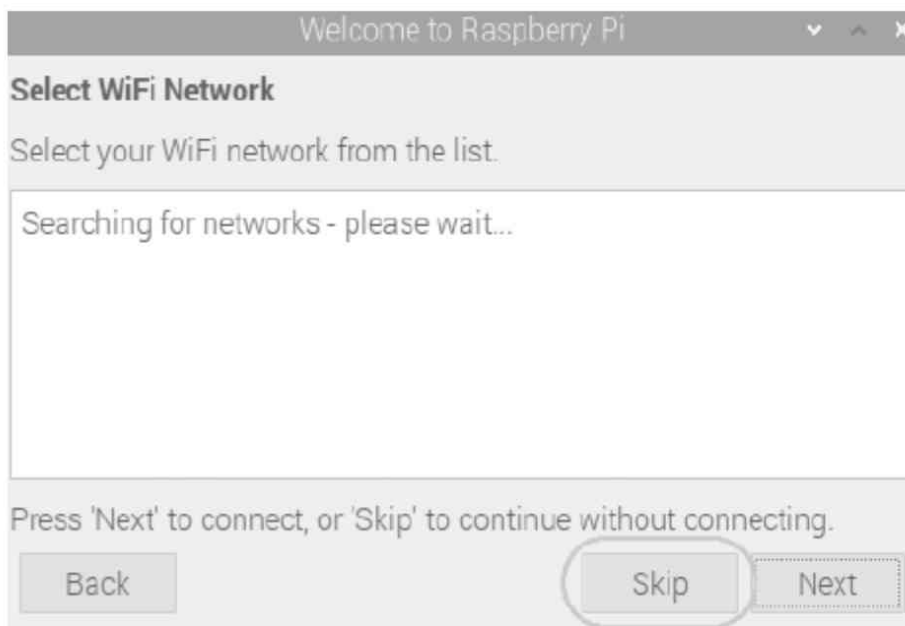 Welcome to Raspberry Pi
Select WiFi Network
Select your WiFi network from the list.
Searching for networks - please wait...
Press 'Next' to connect, or 'Skip' to continue without connecting.
Back Skip Next